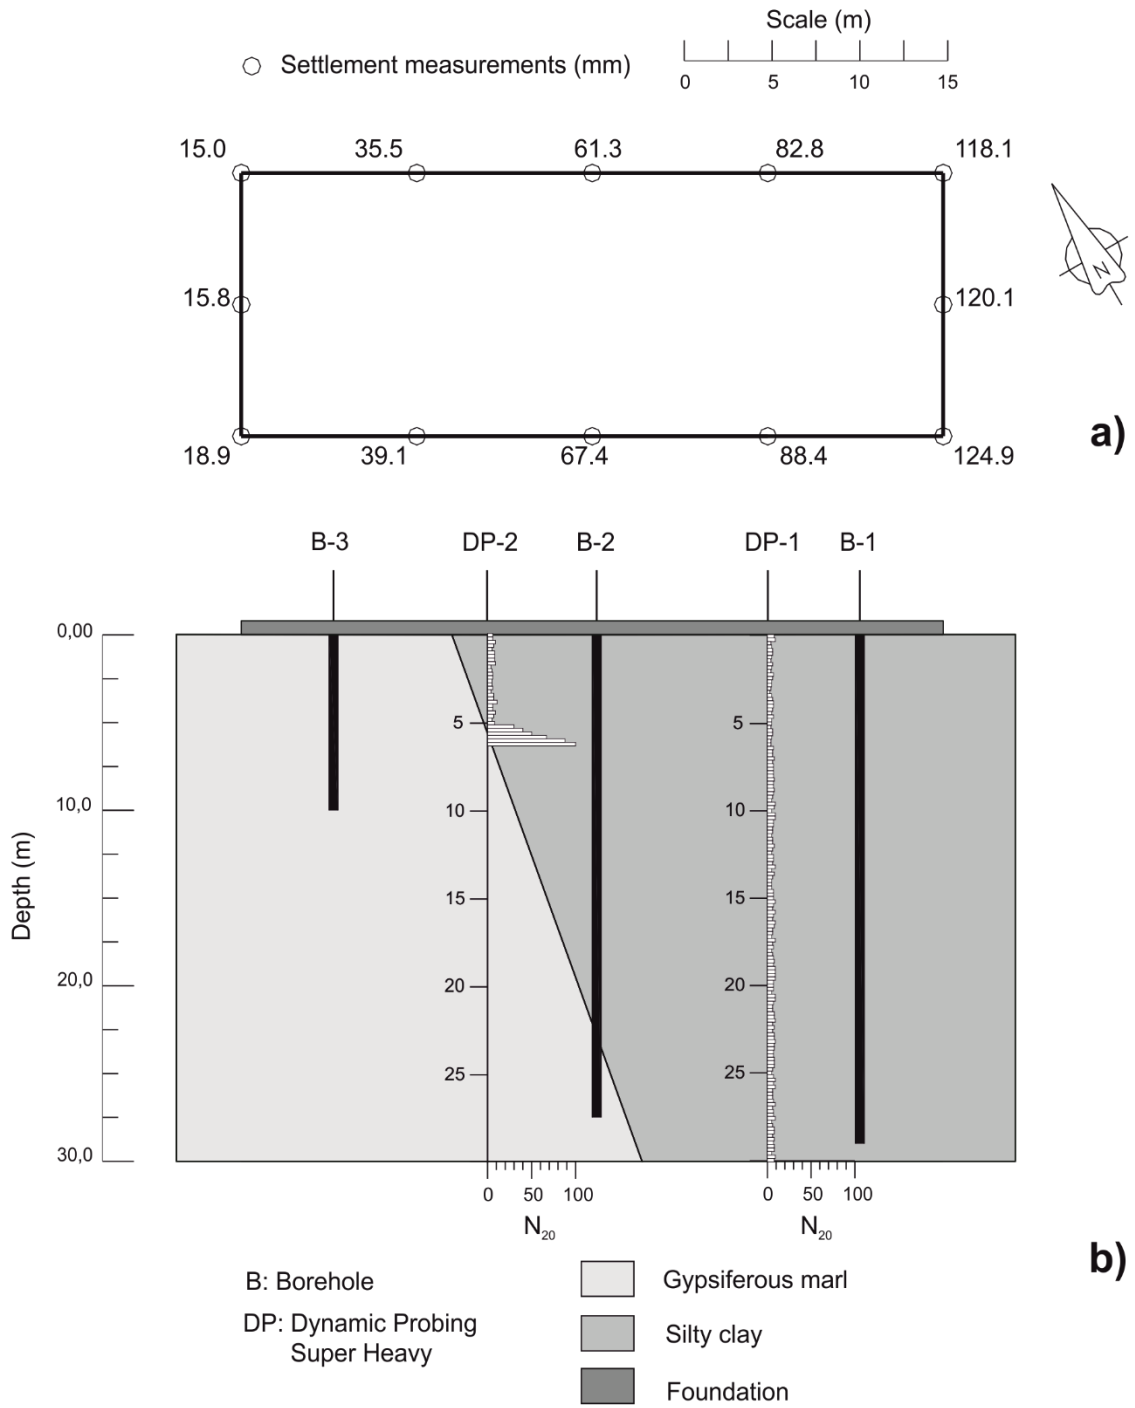 Scale (m)
Settlement measurements (mm)
0 5 10 15
15.0 35.5 61.3 82.8 118.1
15.8 120.1
N
a)
18.9 39.1 67.4 88.4 124.9
B-3 DP-2 B-2 DP-1 B-1
0,00
5 5
10,0 10 10
Depth (m)
15 15
20,0 20 20
25 25
30,0
0 50 100 0 50 100
N20 N20
b)
B: Borehole
DP: Dynamic Probing
Super Heavy
Gypsiferous marl
Silty clay
Foundation